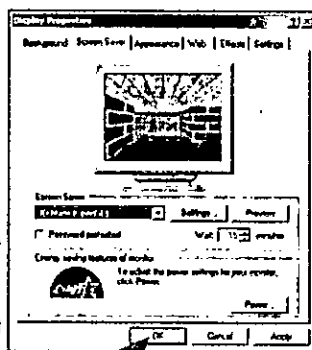 Display Properties
Background Screen Saver Appearance Web Effects Settings
Screen Saver
Settings... Preview
Password protected Wait: 15 minutes
Energy saving features of monitor
To adjust the power settings for your monitor,
click Power.
Power...
OK Cancel Apply